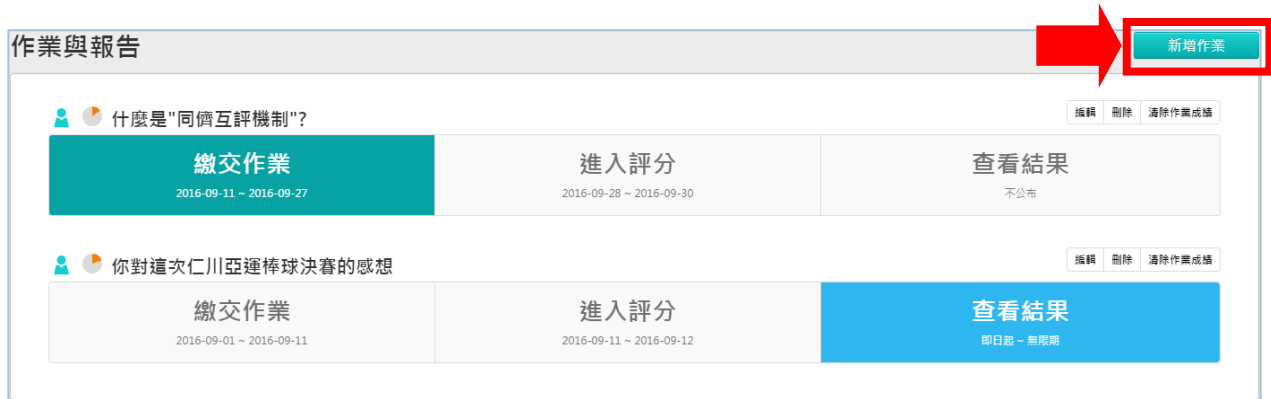 作業與報告
新增作業
什麼是"同儕互評機制"?
編輯 刪除 清除作業成績
繳交作業 進入評分 查看結果
2016-09-11 ~ 2016-09-27 2016-09-28 ~ 2016-09-30 不公布
你對這次仁川亞運棒球決賽的感想
編輯 刪除 清除作業成績
繳交作業 進入評分 查看結果
2016-09-01 ~ 2016-09-11 2016-09-11 ~ 2016-09-12 即日起 ~ 無限期